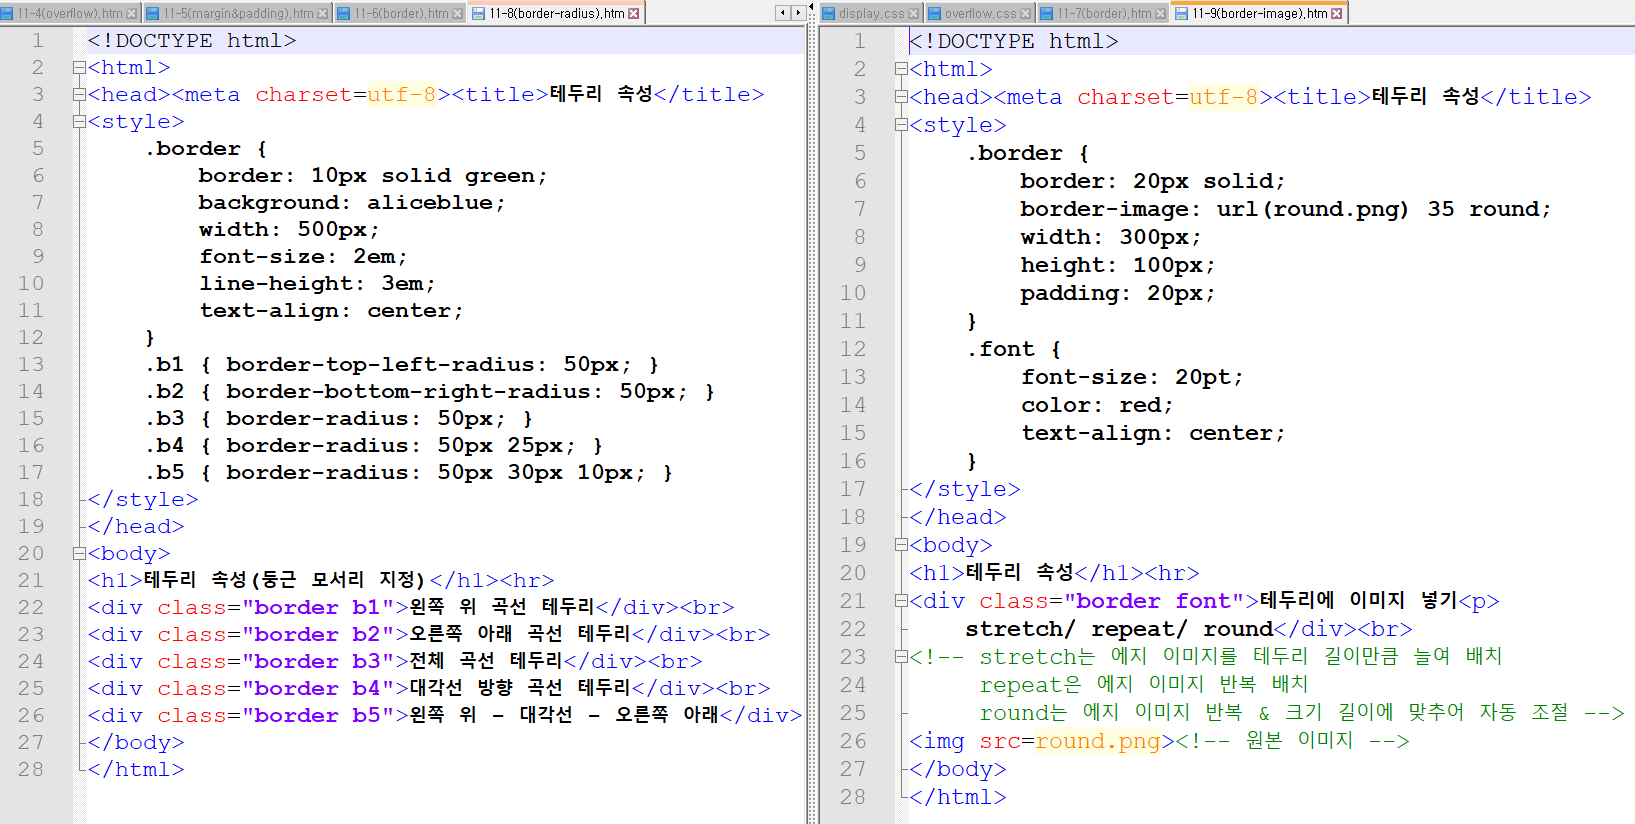 11-4(overflow),htm
11-5(margin&padding),htm
11-6(border),htm
11-8(border-radius),htm
1 <!DOCTYPE html>
2 <html>
3 <head><meta charset=utf-8><title>테두리 속성</title>
4 <style>
5     .border {
6         border: 10px solid green;
7         background: aliceblue;
8         width: 500px;
9         font-size: 2em;
10         line-height: 3em;
11         text-align: center;
12     }
13     .b1 { border-top-left-radius: 50px; }
14     .b2 { border-bottom-right-radius: 50px; }
15     .b3 { border-radius: 50px; }
16     .b4 { border-radius: 50px 25px; }
17     .b5 { border-radius: 50px 30px 10px; }
18 </style>
19 </head>
20 <body>
21 <h1>테두리 속성(둥근 모서리 지정)</h1><hr>
22 <div class="border b1">왼쪽 위 곡선 테두리</div><br>
23 <div class="border b2">오른쪽 아래 곡선 테두리</div><br>
24 <div class="border b3">전체 곡선 테두리</div><br>
25 <div class="border b4">대각선 방향 곡선 테두리</div><br>
26 <div class="border b5">왼쪽 위 - 대각선 - 오른쪽 아래</div>
27 </body>
28 </html>
display,css
overflow,css
11-7(border),htm
11-9(border-image),htm
1 <!DOCTYPE html>
2 <html>
3 <head><meta charset=utf-8><title>테두리 속성</title>
4 <style>
5     .border {
6         border: 20px solid;
7         border-image: url(round.png) 35 round;
8         width: 300px;
9         height: 100px;
10         padding: 20px;
11     }
12     .font {
13         font-size: 20pt;
14         color: red;
15         text-align: center;
16     }
17 </style>
18 </head>
19 <body>
20 <h1>테두리 속성</h1><hr>
21 <div class="border font">테두리에 이미지 넣기<p>
22     stretch/ repeat/ round</div><br>
23 <!-- stretch는 에지 이미지를 테두리 길이만큼 늘여 배치
24      repeat은 에지 이미지 반복 배치
25      round는 에지 이미지 반복 & 크기 길이에 맞추어 자동 조절 -->
26 <img src=round.png><!-- 원본 이미지 -->
27 </body>
28 </html>